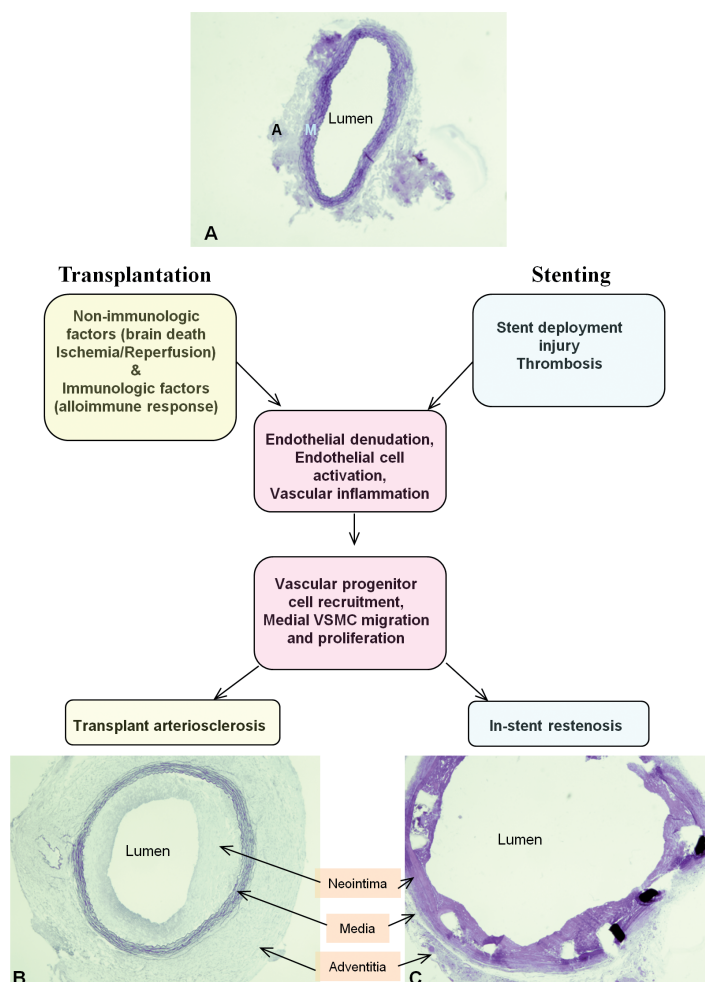 Lumen
A
M
A
Transplantation
Stenting
Non-immunologic
factors (brain death
Ischemia/Reperfusion)
&
Immunologic factors
(alloimmune response)
Stent deployment
injury
Thrombosis
Endothelial denudation,
Endothelial cell
activation,
Vascular inflammation
Vascular progenitor
cell recruitment,
Medial VSMC migration
and proliferation
Transplant arteriosclerosis
In-stent restenosis
Lumen
Lumen
Neointima
Media
Adventitia
B
C